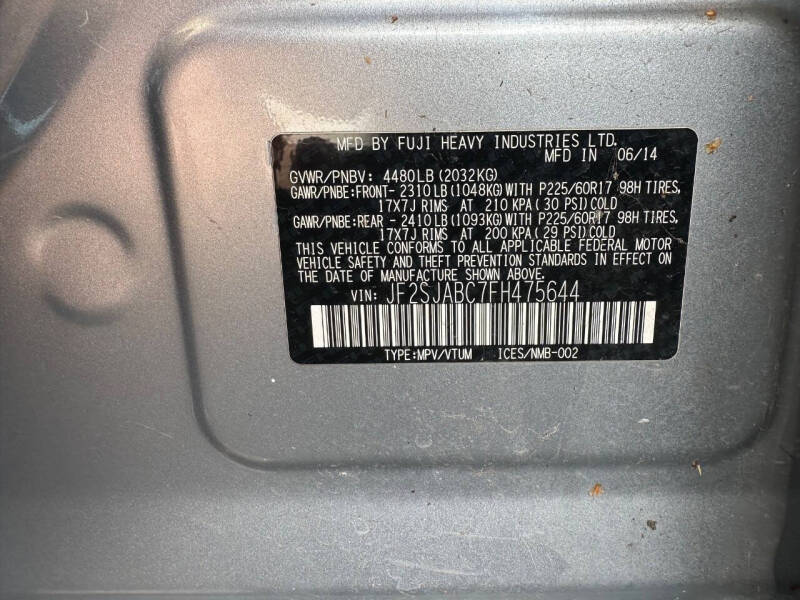 MFD BY FUJI HEAVY INDUSTRIES LTD.
MFD IN 06/14
GVWR/PNBV: 4480LB(2032KG)
GAWR/PNBE:FRONT- 2310LB(1048KG)WITH P225/60R17 98H TIRES,
17X7J RIMS AT 210 KPA(30 PSI)COLD
GAWR/PNBE:REAR - 2410LB(1093KG)WITH P225/60R17 98H TIRES,
17X7J RIMS AT 200 KPA(29 PSI)COLD
THIS VEHICLE CONFORMS TO ALL APPLICABLE FEDERAL MOTOR
VEHICLE SAFETY AND THEFT PREVENTION STANDARDS IN EFFECT ON
THE DATE OF MANUFACTURE SHOWN ABOVE.
VIN: JF2SJABC7FH475644
TYPE:MPV/VTUM ICES/NMB-002